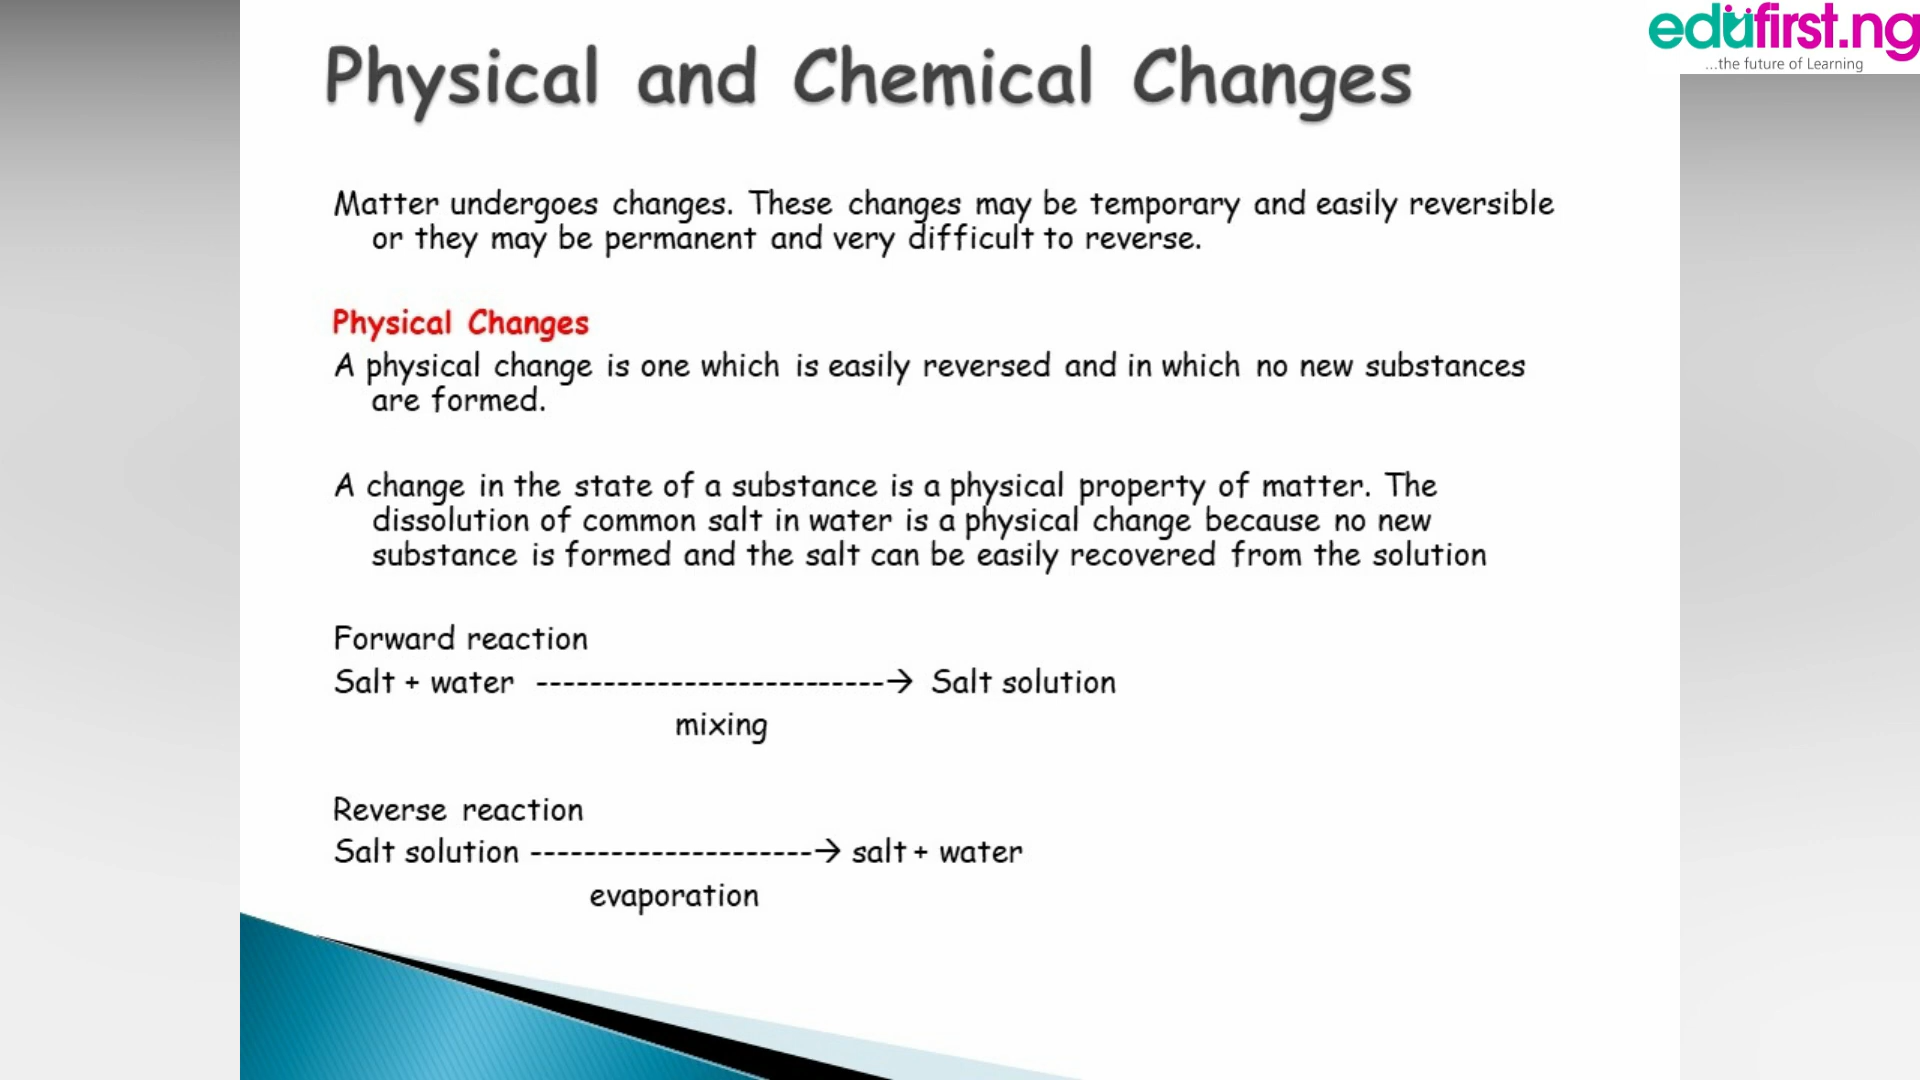 edufirst.ng
...the future of Learning
Physical and Chemical Changes
Matter undergoes changes. These changes may be temporary and easily reversible
or they may be permanent and very difficult to reverse.
Physical Changes
A physical change is one which is easily reversed and in which no new substances
are formed.
A change in the state of a substance is a physical property of matter. The
dissolution of common salt in water is a physical change because no new
substance is formed and the salt can be easily recovered from the solution
Forward reaction
Salt + water --------------------------→ Salt solution
mixing
Reverse reaction
Salt solution ---------------------→ salt + water
evaporation